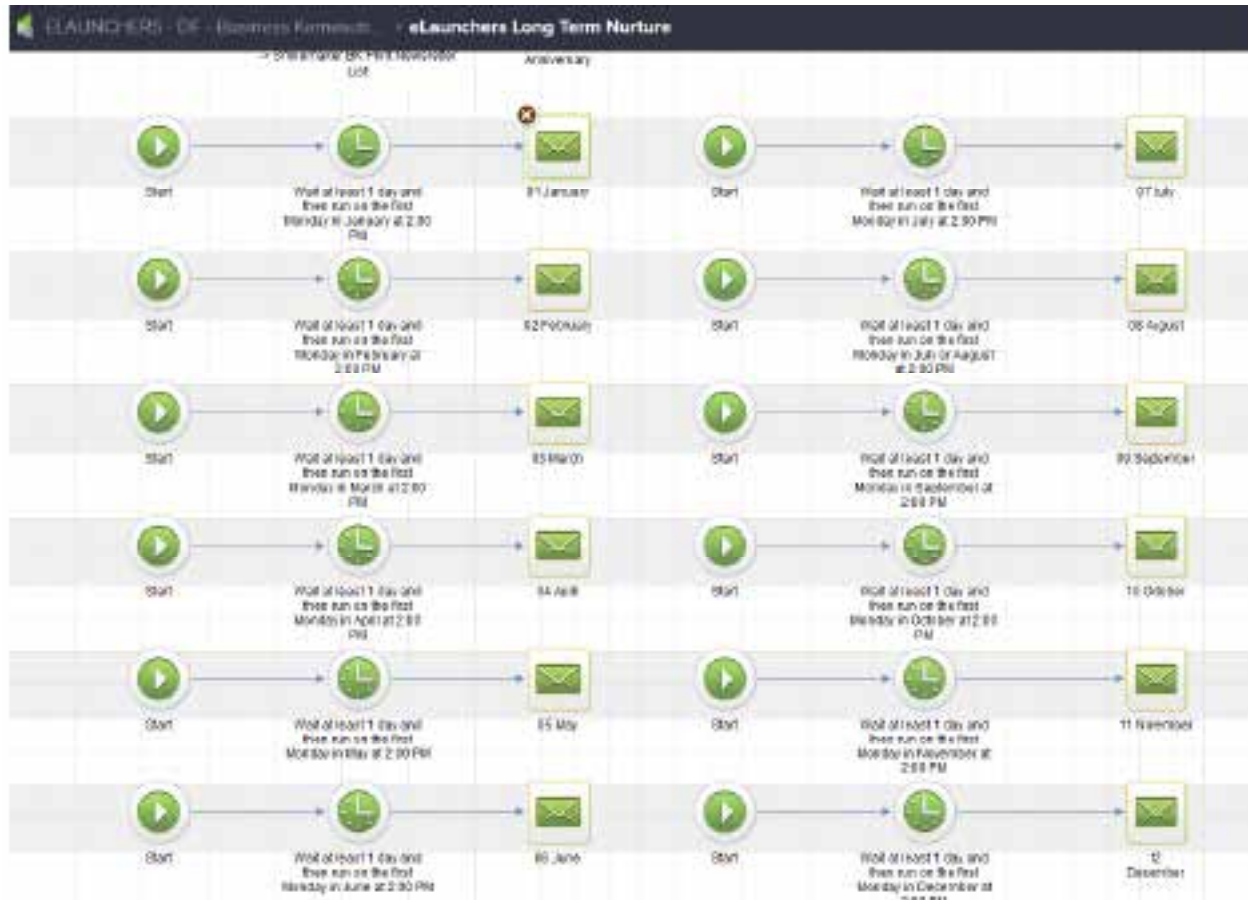 ELAUNCHERS - DE - Business Kernesis... eLaunchers Long Term Nurture
BK Print Newsletter
List
Anniversary
Start
Wait at least 1 day and
then run on the first
Monday in January at 2:00
PM
01 January
Start
Wait at least 1 day and
then run on the first
Monday in July at 2:00 PM
07 July
Start
Wait at least 1 day and
then run on the first
Monday in February at
2:00 PM
02 February
Start
Wait at least 1 day and
then run on the first
Monday in July or August
at 2:00 PM
08 August
Start
Wait at least 1 day and
then run on the first
Monday in March at 2:00
PM
03 March
Start
Wait at least 1 day and
then run on the first
Monday in September at
2:00 PM
09 September
Start
Wait at least 1 day and
then run on the first
Monday in April at 2:00
PM
04 April
Start
Wait at least 1 day and
then run on the first
Monday in October at 2:00
PM
10 October
Start
Wait at least 1 day and
then run on the first
Monday in May at 2:00 PM
05 May
Start
Wait at least 1 day and
then run on the first
Monday in November at
2:00 PM
11 November
Start
Wait at least 1 day and
then run on the first
Monday in June at 2:00 PM
06 June
Start
Wait at least 1 day and
then run on the first
Monday in December at
2:00 PM
12
December